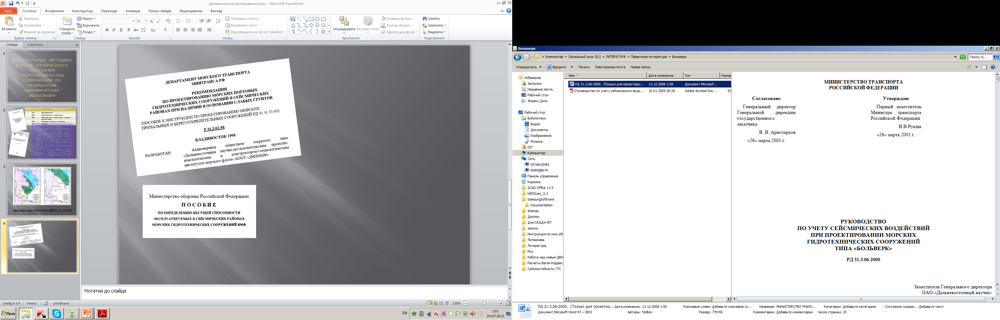 Динамическое обследование.pptx - Microsoft PowerPoint
Файл Основне Вставлення Конструктор Переходи Анімація Показ слайдів Рецензування Вигляд
Вставити
Вирізати
Копіювати
Формат за зразком
Буфер обміну
Створити слайд
Макет
Відновити
Розділ
Слайди
10
Шрифт
Напрямок тексту
Вирівняти текст
Перетворити на об'єкт SmartArt
Абзац
Упорядкувати
Експрес-стилі
Заливка фігури
Контур фігури
Ефекти для фігур
Креслення
Знайти
Замінити
Виділити
Редагування
Слайди Структура
1
ИНТЕГРАЛЬНЫЕ МЕТОДИКИ
ОЦЕНКИ ТЕХНИЧЕСКОГО
СОСТОЯНИЯ
ГИДРОТЕХНИЧЕСКИХ
СООРУЖЕНИИ ПО
РЕЗУЛЬТАТАМ
ДИНАМИЧЕСКИХ
ИСПЫТАНИЙ
2
3
Фрагменты карт ОСР-2004 из ДБН В.1.1.-12-2006
4
ДЕПАРТАМЕНТ МОРСКОГО ТРАНСПОРТА
МИНТРАНСА РФ
РЕКОМЕНДАЦИИ
ПО ПРОЕКТИРОВАНИЮ МОРСКИХ ПОРТОВЫХ
ГИДРОТЕХНИЧЕСКИХ СООРУЖЕНИЙ В СЕЙСМИЧЕСКИХ
РАЙОНАХ ПРИ НАЛИЧИИ В ОСНОВАНИИ СЛАБЫХ ГРУНТОВ
(ПОСОБИЕ К ИНСТРУКЦИИ ПО ПРОЕКТИРОВАНИЮ МОРСКИХ
ПРИЧАЛЬНЫХ И БЕРЕГОУКРЕПИТЕЛЬНЫХ СООРУЖЕНИЙ РД 31.31.55-93)
Р 31.3.02-98
ВЛАДИВОСТОК 1998
РАЗРАБОТАН Акционерным обществом открытого типа
«Дальневосточным научно-исследовательским, проектно-
изыскательским и конструкторско-технологическим
институтом морского флота» АООТ «ДНИИМФ»
Министерство обороны Российской Федерации
ПОСОБИЕ
ПО ОПРЕДЕЛЕНИЮ НЕСУЩЕЙ СПОСОБНОСТИ
ЭКСПЛУАТИРУЕМЫХ В СЕЙСМИЧЕСКИХ РАЙОНАХ
МОРСКИХ ГИДРОТЕХНИЧЕСКИХ СООРУЖЕНИЙ ВМФ
Нотатки до слайда
Слайд 4 з 4 "Апекс" російська
120%
Пуск
EN
1:01
24.07.2013
Больверк
Компьютер Локальный диск (D:) ЛИТЕРАТУРА Первичная литература Больверк
Поиск: Б...
Упорядочить Відкрити Печать Электронная почта Новая папка
Избранное
Загрузки
Недавние места
Рабочий стол
Яндекс.Диск
Рабочий стол
Библиотеки
Видео
Документы
Изображения
Музыка
DIY
Компьютер
Сеть
DIYAKUSHEV
RNP85B674
Панель управления
Корзина
SCAD Office 11.5
HDDScan_3.3
SamsungSoftware
Documentation
shemas
Диплом
Для СКАДА-ЖТ
записи
Инструкция по инж.обс
Литвинова
Литература
Муз
Работа над новым ДБН
Расчеты Ваган Коррект
Сейсмостойкость ГТС
Имя Дата изменения Тип Размер
РД 31.3.06-2000. (Только для проектиро... 13.12.2008 1:59 Документ Microsof...
Руководство по учету сейсмических возд... 19.01.2009 20:29 Adobe Acrobat Doc... 42
МИНИСТЕРСТВО ТРАНСПОРТА
РОССИЙСКОЙ ФЕДЕРАЦИИ
Согласовано
Генеральный директор
Генеральной дирекции
государственного
заказчика
В. В. Аристархов
«26» марта 2001 г.
Утверждаю
Первый заместитель
Министра транспорта
Российской Федерации
В.В.Рукша
«26» марта 2001 г.
РУКОВОДСТВО
ПО УЧЕТУ СЕЙСМИЧЕСКИХ ВОЗДЕЙСТВИЙ
ПРИ ПРОЕКТИРОВАНИИ МОРСКИХ
ГИДРОТЕХНИЧЕСКИХ СООРУЖЕНИЙ
ТИПА «БОЛЬВЕРК»
РД 31.3.06-2000
Заместитель Генерального директора
ОАО «Дальневосточный научно-
РД 31.3.06-2000. (Только для проектир... Дата изменения: 13.12.2008 1:59 Ключевые слова: Добавьте ключевое сл... Название: МИНИСТЕРСТВО ТРАНС... Категории: Добавьте категорию Состояние содерж... Добавьте текст
Документ Microsoft Word 97 – 2003 Авторы: Fedkov Размер: 779 КБ Комментарии: Добавьте комментарии Число страниц: 25